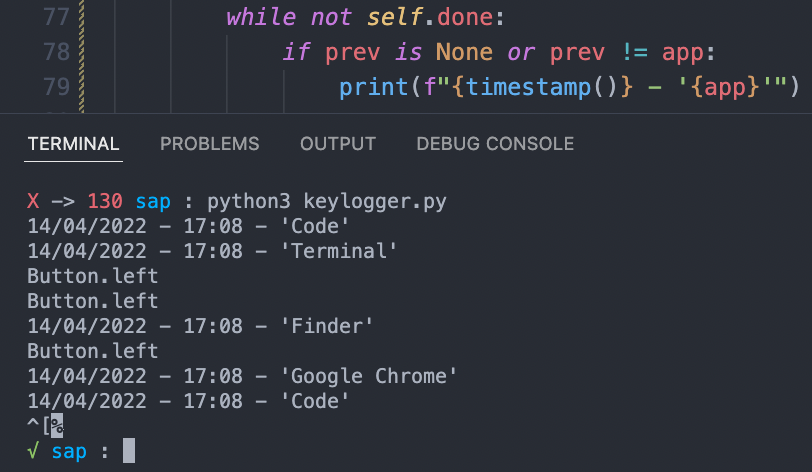 77 while not self.done:
78 if prev is None or prev != app:
79 print(f"{timestamp()} - '{app}'")
TERMINAL PROBLEMS OUTPUT DEBUG CONSOLE
X -> 130 sap : python3 keylogger.py
14/04/2022 - 17:08 - 'Code'
14/04/2022 - 17:08 - 'Terminal'
Button.left
Button.left
14/04/2022 - 17:08 - 'Finder'
Button.left
14/04/2022 - 17:08 - 'Google Chrome'
14/04/2022 - 17:08 - 'Code'
^[%
√ sap :